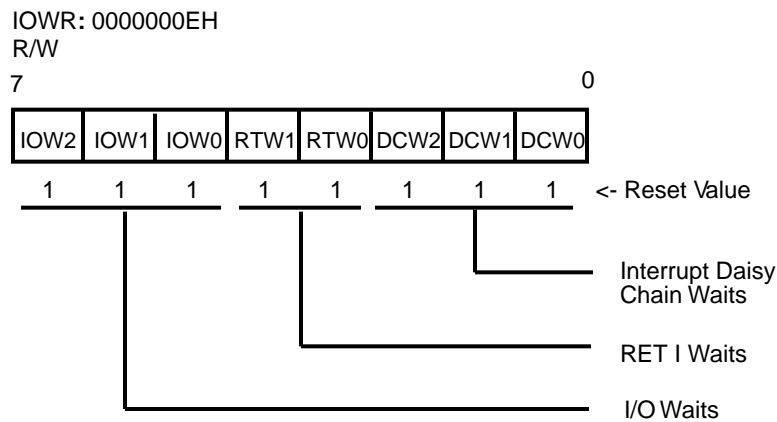 IOWR: 0000000EH
R/W
7 0
IOW2 IOW1 IOW0 RTW1 RTW0 DCW2 DCW1 DCW0
1 1 1 1 1 1 1 1 <- Reset Value
Interrupt Daisy
Chain Waits
RET I Waits
I/O Waits